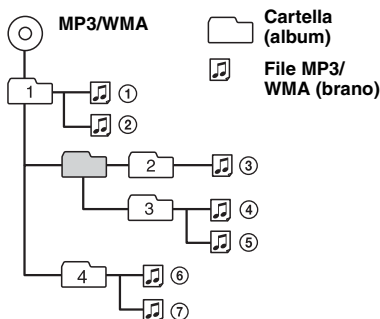 MP3/WMA
Cartella
(album)
File MP3/
WMA (brano)
1
①
②
2
③
3
④
⑤
4
⑥
⑦